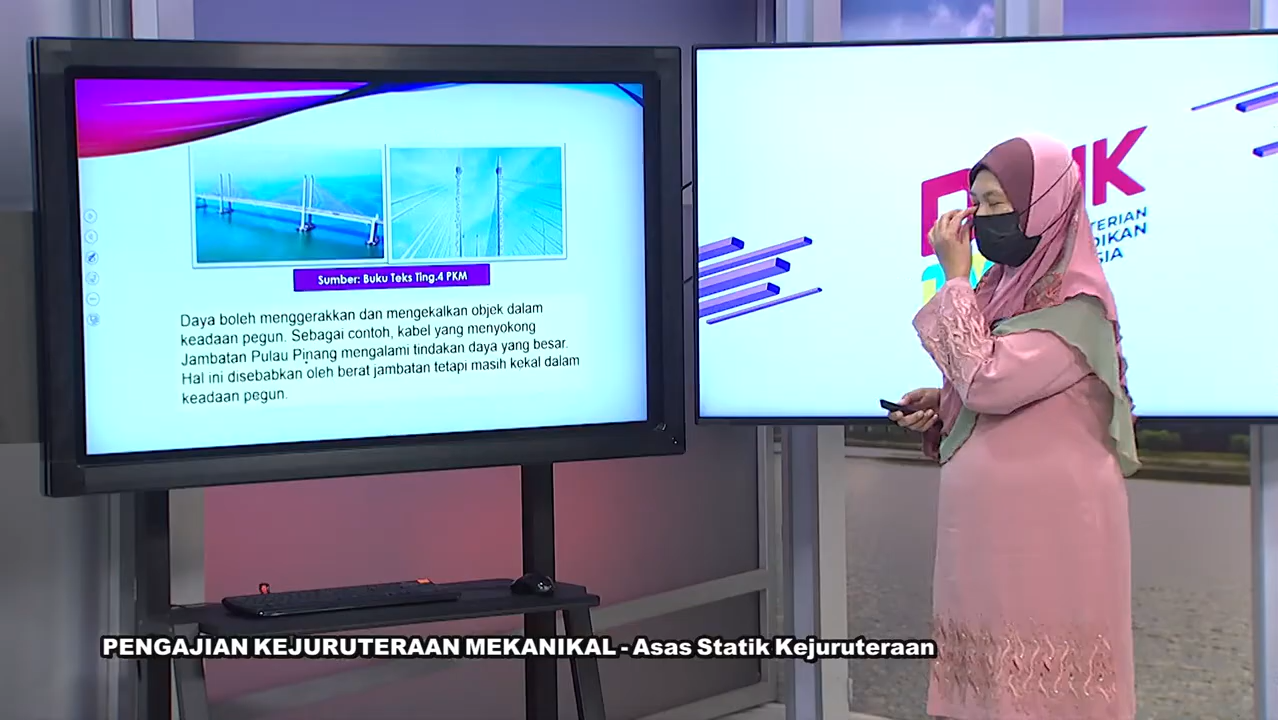 Sumber: Buku Teks Ting.4 PKM
Daya boleh menggerakkan dan mengekalkan objek dalam
keadaan pegun. Sebagai contoh, kabel yang menyokong
Jambatan Pulau Pinang mengalami tindakan daya yang besar.
Hal ini disebabkan oleh berat jambatan tetapi masih kekal dalam
keadaan pegun.
PENGAJIAN KEJURUTERAAN MEKANIKAL - Asas Statik Kejuruteraan